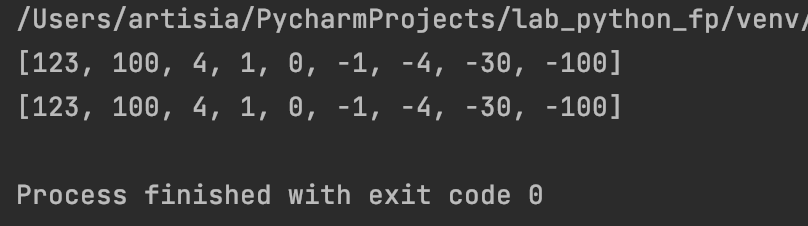 /Users/artisia/PycharmProjects/lab_python_fp/venv/
[123, 100, 4, 1, 0, -1, -4, -30, -100]
[123, 100, 4, 1, 0, -1, -4, -30, -100]
Process finished with exit code 0